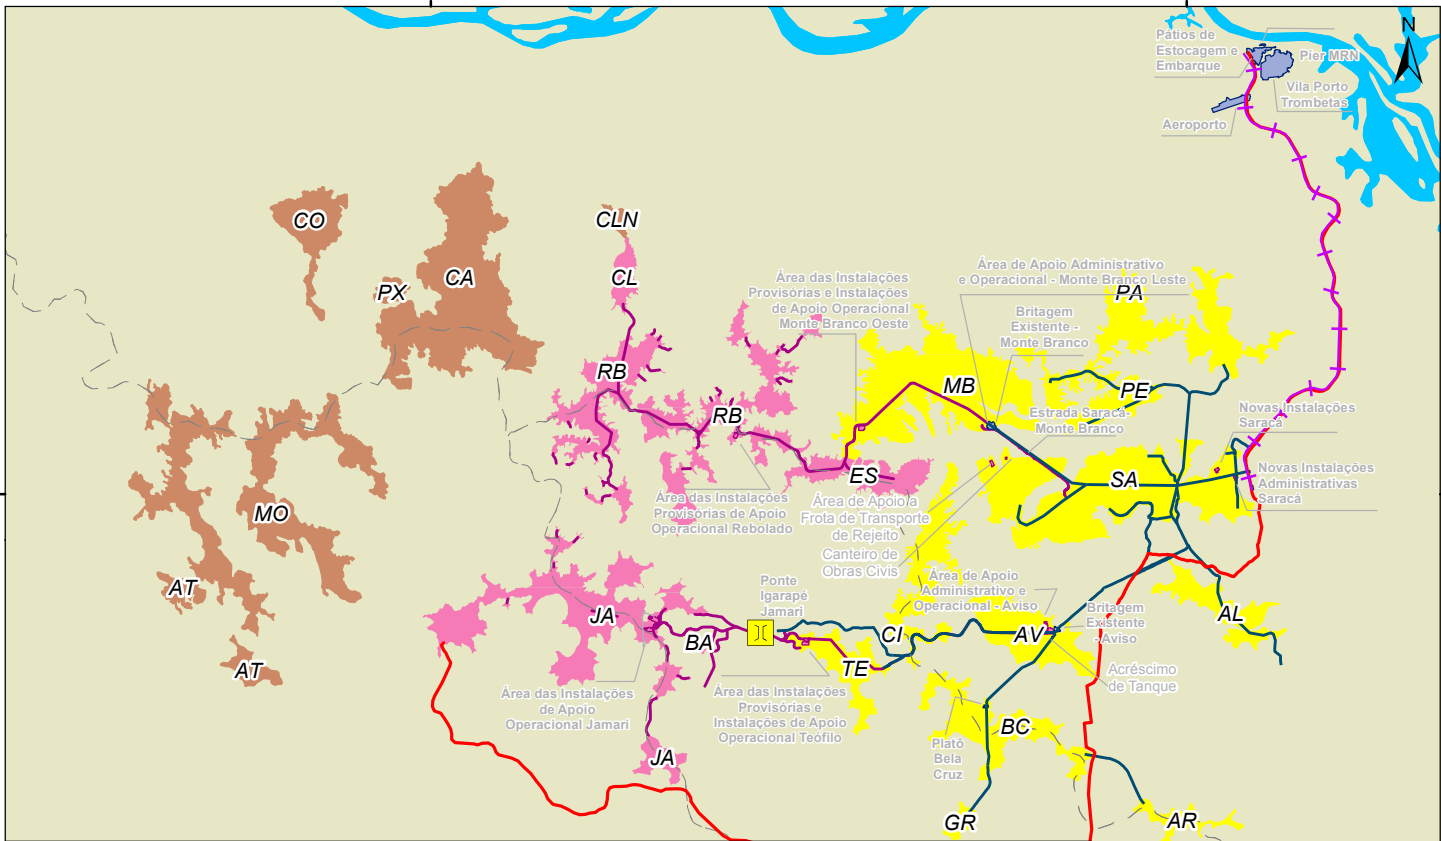 N
Pátios de
Estocagem e
Embarque
Pier MRN
Vila Porto
Trombetas
Aeroporto
CO
CLN
CA
PX
CL
Área das Instalações
Provisórias e Instalações
de Apoio Operacional
Monte Branco Oeste
Área de Apoio Administrativo
e Operacional - Monte Branco Leste
PA
Britagem
Existente -
Monte Branco
RB
RB
MB
PE
Estrada Saracá-
Monte Branco
Novas Instalações
Saracá
Novas Instalações
Administrativas
Saracá
ES
SA
MO
Área das Instalações
Provisórias de Apoio
Operacional Rebolado
Área de Apoio a
Frota de Transporte
de Rejeito
Canteiro de
Obras Civis
AT
Ponte
Igarapé
Jamari
Área de Apoio
Administrativo e
Operacional - Aviso
Britagem
Existente
- Aviso
JA
BA
CI
AV
AL
AT
TE
Acréscimo
de Tanque
Área das Instalações
de Apoio
Operacional Jamari
Área das Instalações
Provisórias e
Instalações de Apoio
Operacional Teófilo
BC
Platô
Bela
Cruz
JA
GR
AR